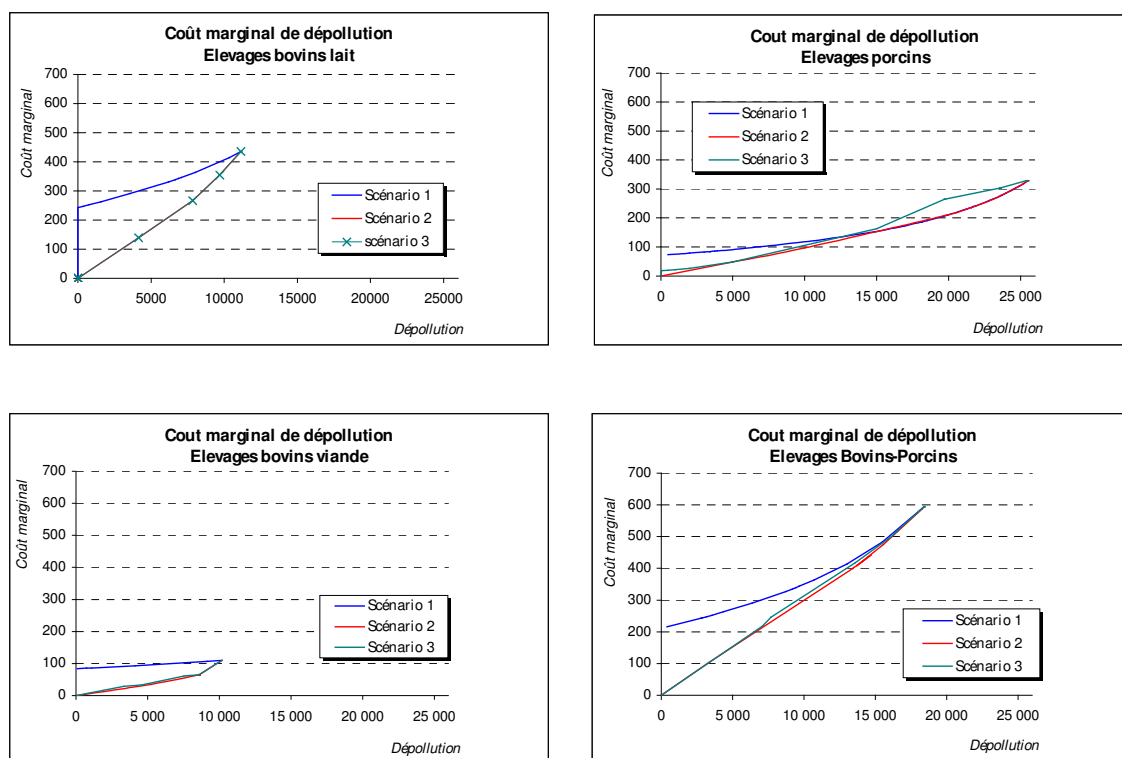 Coût marginal de dépollution
Elevages bovins lait
Coût marginal
700
600
500
400
300
200
100
0
0 5000 10000 15000 20000 25000
Dépollution
Scénario 1
Scénario 2
scénario 3
Cout marginal de dépollution
Elevages porcins
Coût marginal
700
600
500
400
300
200
100
0
0 5 000 10 000 15 000 20 000 25 000
Dépollution
Scénario 1
Scénario 2
Scénario 3
Cout marginal de dépollution
Elevages bovins viande
Coût marginal
700
600
500
400
300
200
100
0
0 5 000 10 000 15 000 20 000 25 000
Dépollution
Scénario 1
Scénario 2
Scénario 3
Cout marginal de dépollution
Elevages Bovins-Porcins
Coût marginal
700
600
500
400
300
200
100
0
0 5 000 10 000 15 000 20 000 25 000
Dépollution
Scénario 1
Scénario 2
Scénario 3